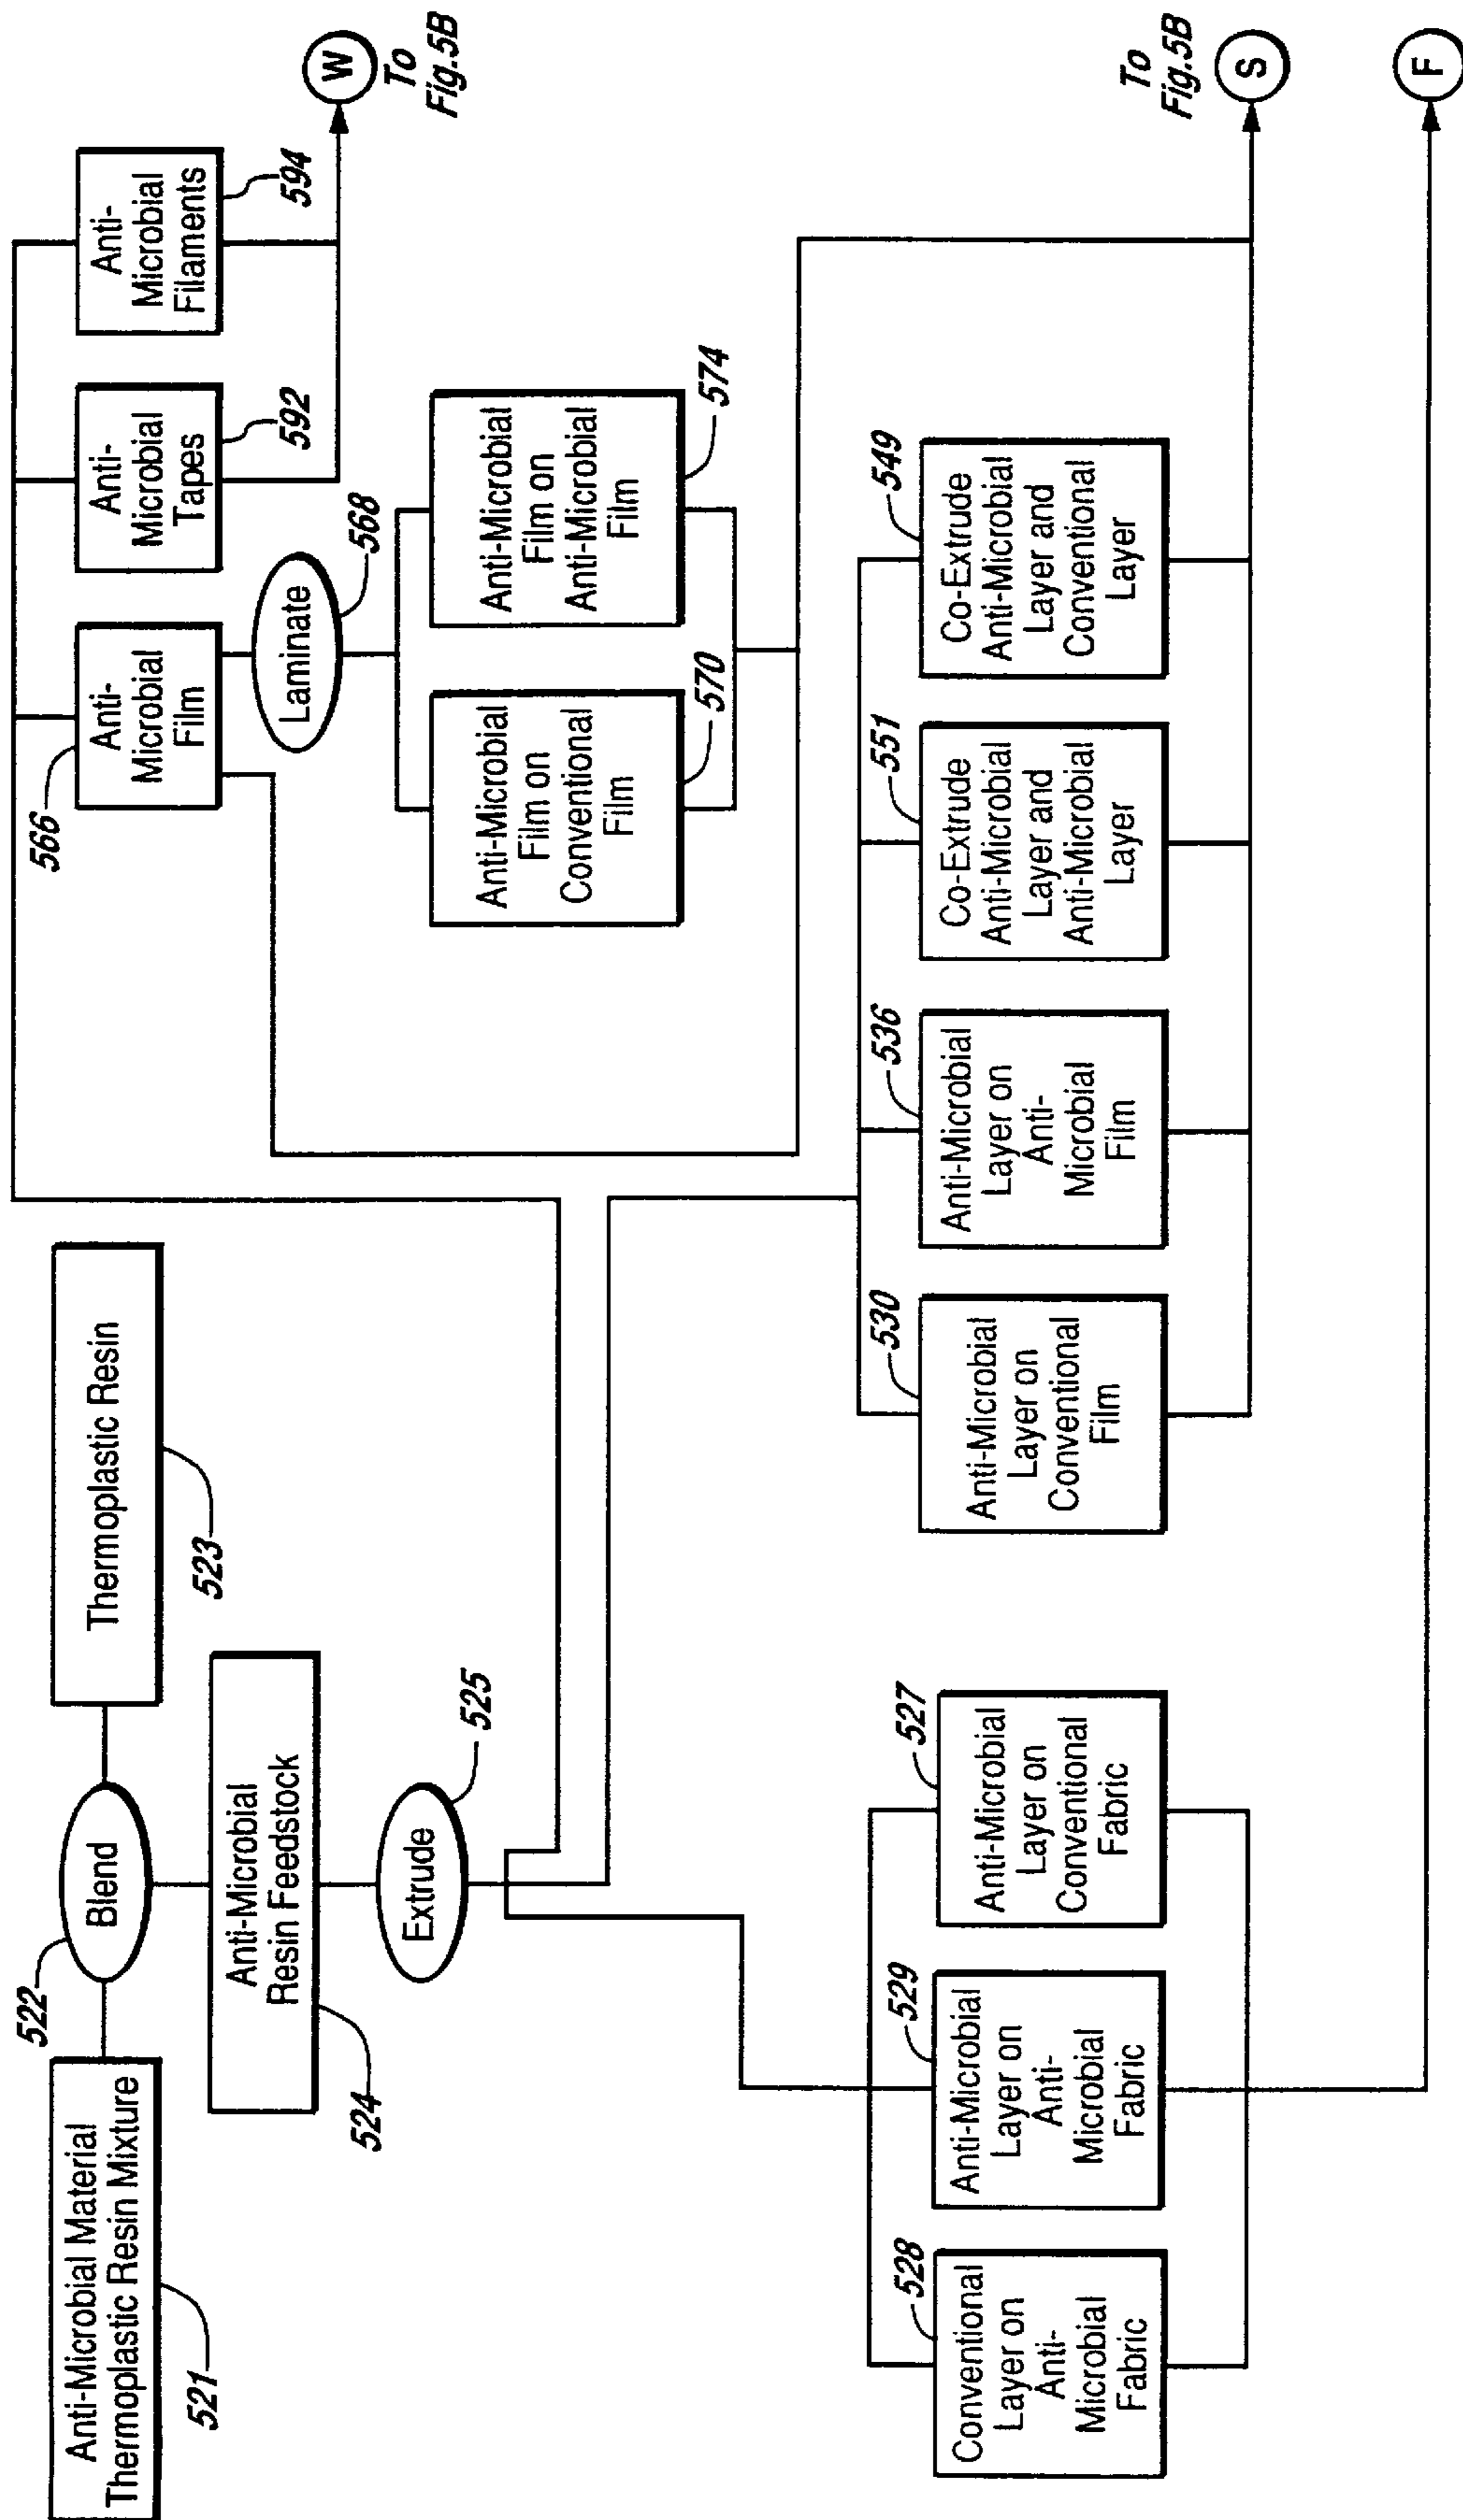 Anti-Microbial Material
Thermoplastic Resin Mixture
521
522
Blend
Thermoplastic Resin
523
Anti-Microbial
Resin Feedstock
524
Extrude
525
566
Anti-
Microbial
Film
Anti-
Microbial
Tapes
592
Anti-
Microbial
Filaments
594
W
To
Fig.5B
Laminate
568
Anti-Microbial
Film on
Conventional
Film
570
Anti-Microbial
Film on
Anti-Microbial
Film
574
528
Conventional
Layer on
Anti-
Microbial
Fabric
529
Anti-Microbial
Layer on
Anti-
Microbial
Fabric
527
Anti-Microbial
Layer on
Conventional
Fabric
530
Anti-Microbial
Layer on
Conventional
Film
536
Anti-Microbial
Layer on
Anti-
Microbial
Film
551
Co-Extrude
Anti-Microbial
Layer and
Anti-Microbial
Layer
549
Co-Extrude
Anti-Microbial
Layer and
Conventional
Layer
To
Fig.5B
S
F